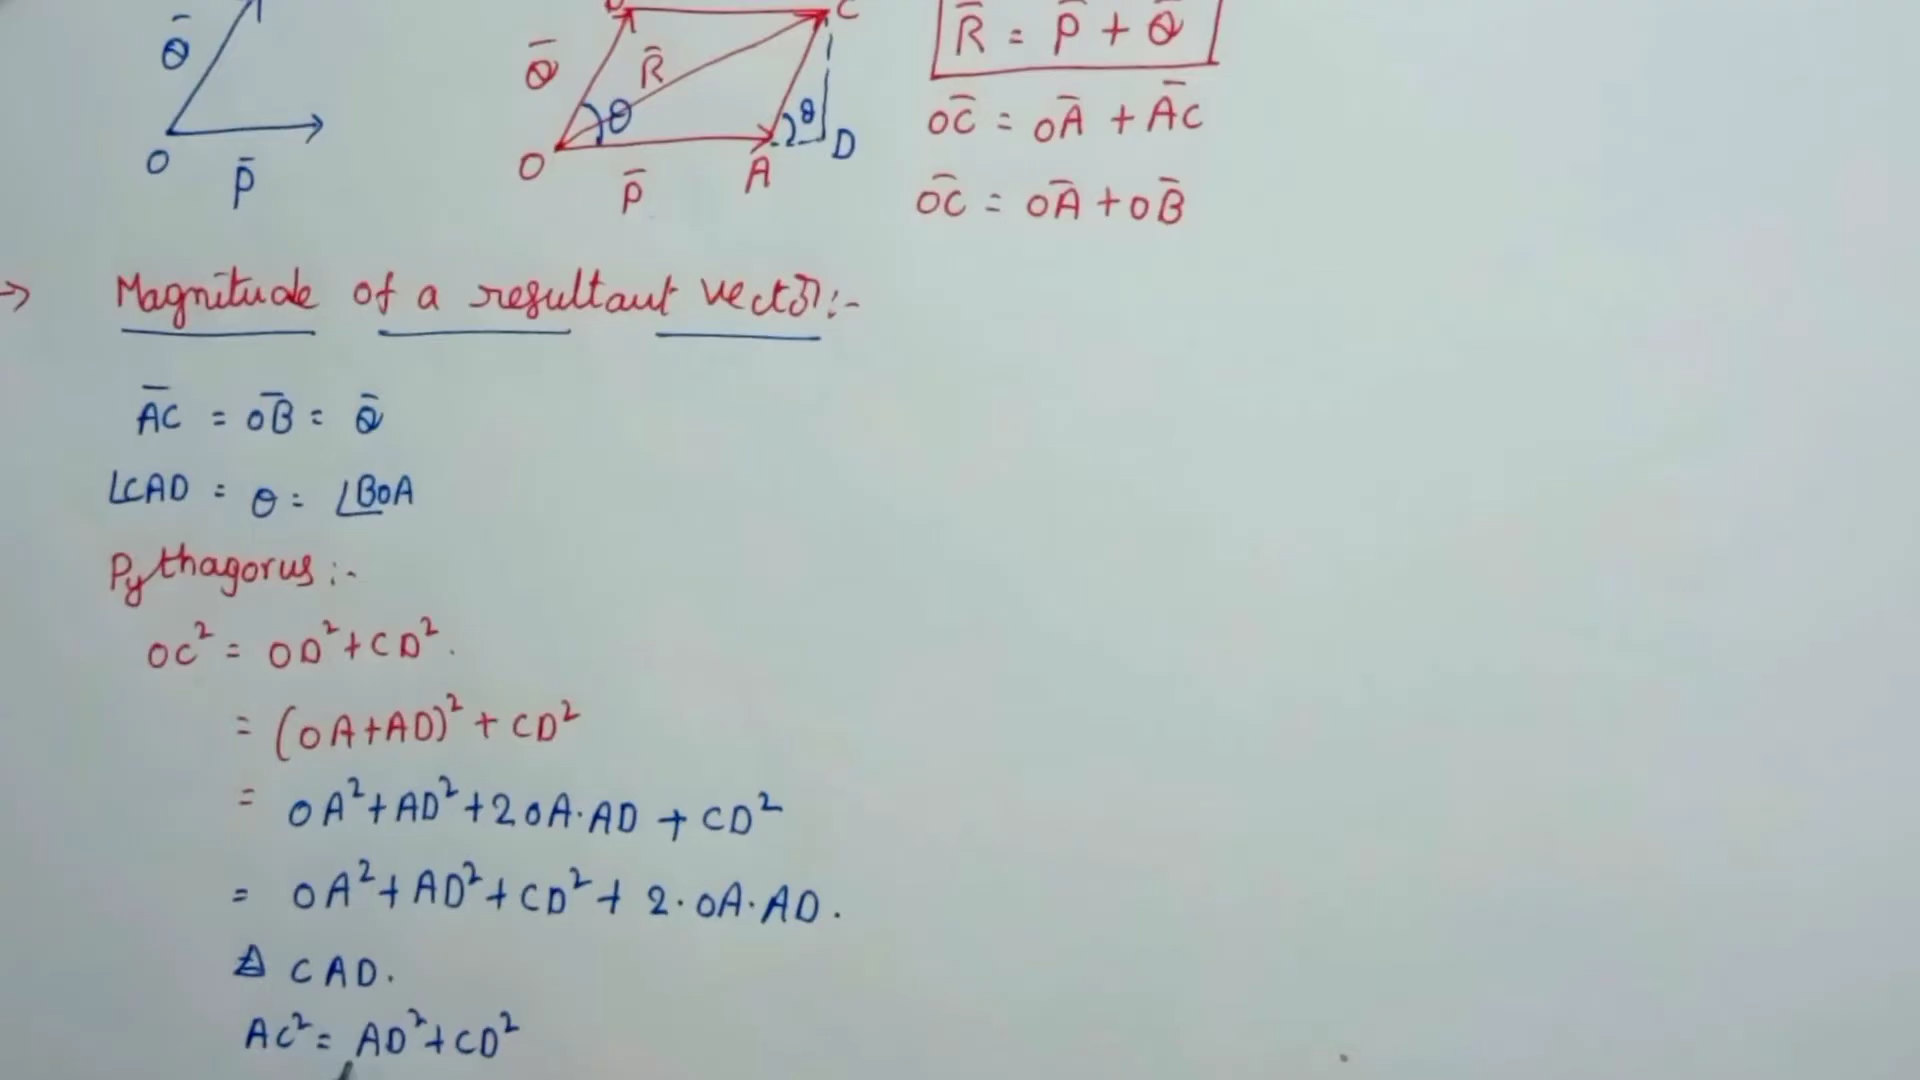 Q̄
O
P̄
Q̄
R̄
θ
θ
C
O
P̄
A
D
R̄ = P̄ + Q̄
OC̄ = OĀ + ĀC
OC̄ = OĀ + OB̄
→ Magnitude of a resultant vector:-
ĀC = OB̄ = Q̄
∠CAD = θ = ∠BOA
Pythagorus:-
OC² = OD² + CD².
= (OA+AD)² + CD²
= OA² + AD² + 2OA·AD + CD²
= OA² + AD² + CD² + 2·OA·AD.
Δ CAD.
AC² = AD² + CD²